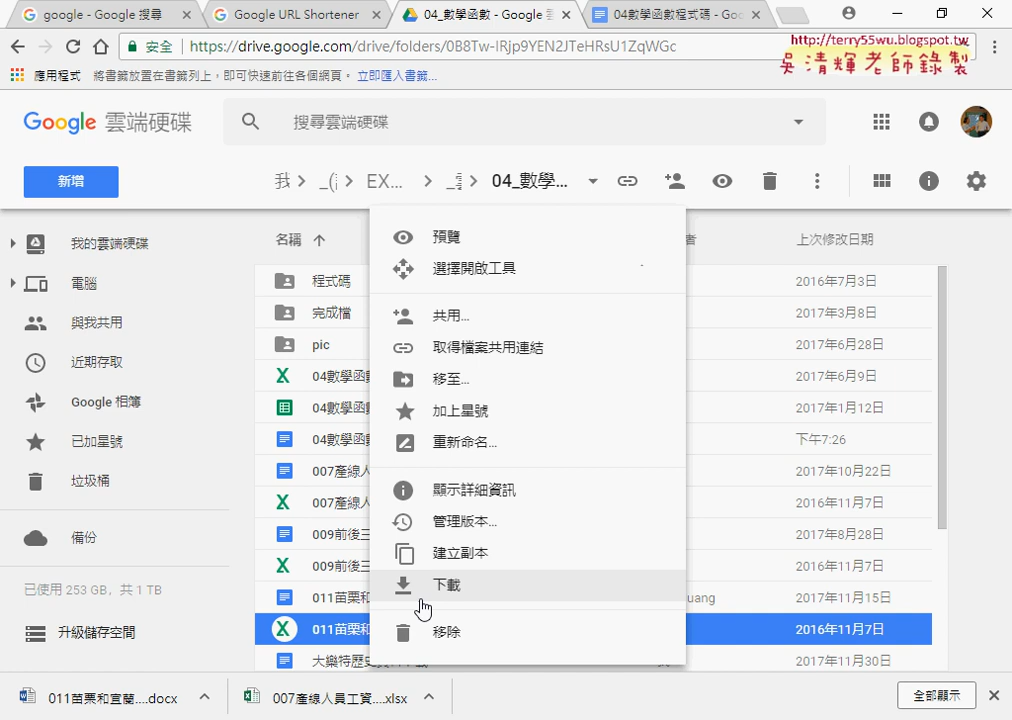 google - Google 搜尋
Google URL Shortener
04_數學函數 - Google 雲
04數學函數程式碼 - Goo
安全
https://drive.google.com/drive/folders/0B8Tw-IRjp9YEN2JTeHRsU1ZqWGc
http://terry55wu.blogspot.tw
吳清輝老師錄製
應用程式
將書籤放置在書籤列上，即可快速前往各個網頁。
立即匯入書籤...
Google 雲端硬碟
搜尋雲端硬碟
新增
我
_(
EX...
04_數學...
名稱
者
上次修改日期
我的雲端硬碟
電腦
與我共用
近期存取
Google 相簿
已加星號
垃圾桶
備份
已使用 253 GB，共 1 TB
升級儲存空間
程式碼
2016年7月3日
完成檔
2017年3月8日
pic
2017年6月28日
04數學函數
2017年6月9日
04數學函數
2017年1月12日
04數學函數
下午7:26
007產線人
2017年10月22日
007產線人
2016年11月7日
009前後三
2017年8月28日
009前後三
2016年11月7日
011苗栗和
uang
2017年11月15日
011苗栗和
2016年11月7日
大樂特歷史
2017年11月30日
預覽
選擇開啟工具
共用...
取得檔案共用連結
移至...
加上星號
重新命名...
顯示詳細資訊
管理版本...
建立副本
下載
移除
011苗栗和宜蘭....docx
007產線人員工資....xlsx
全部顯示